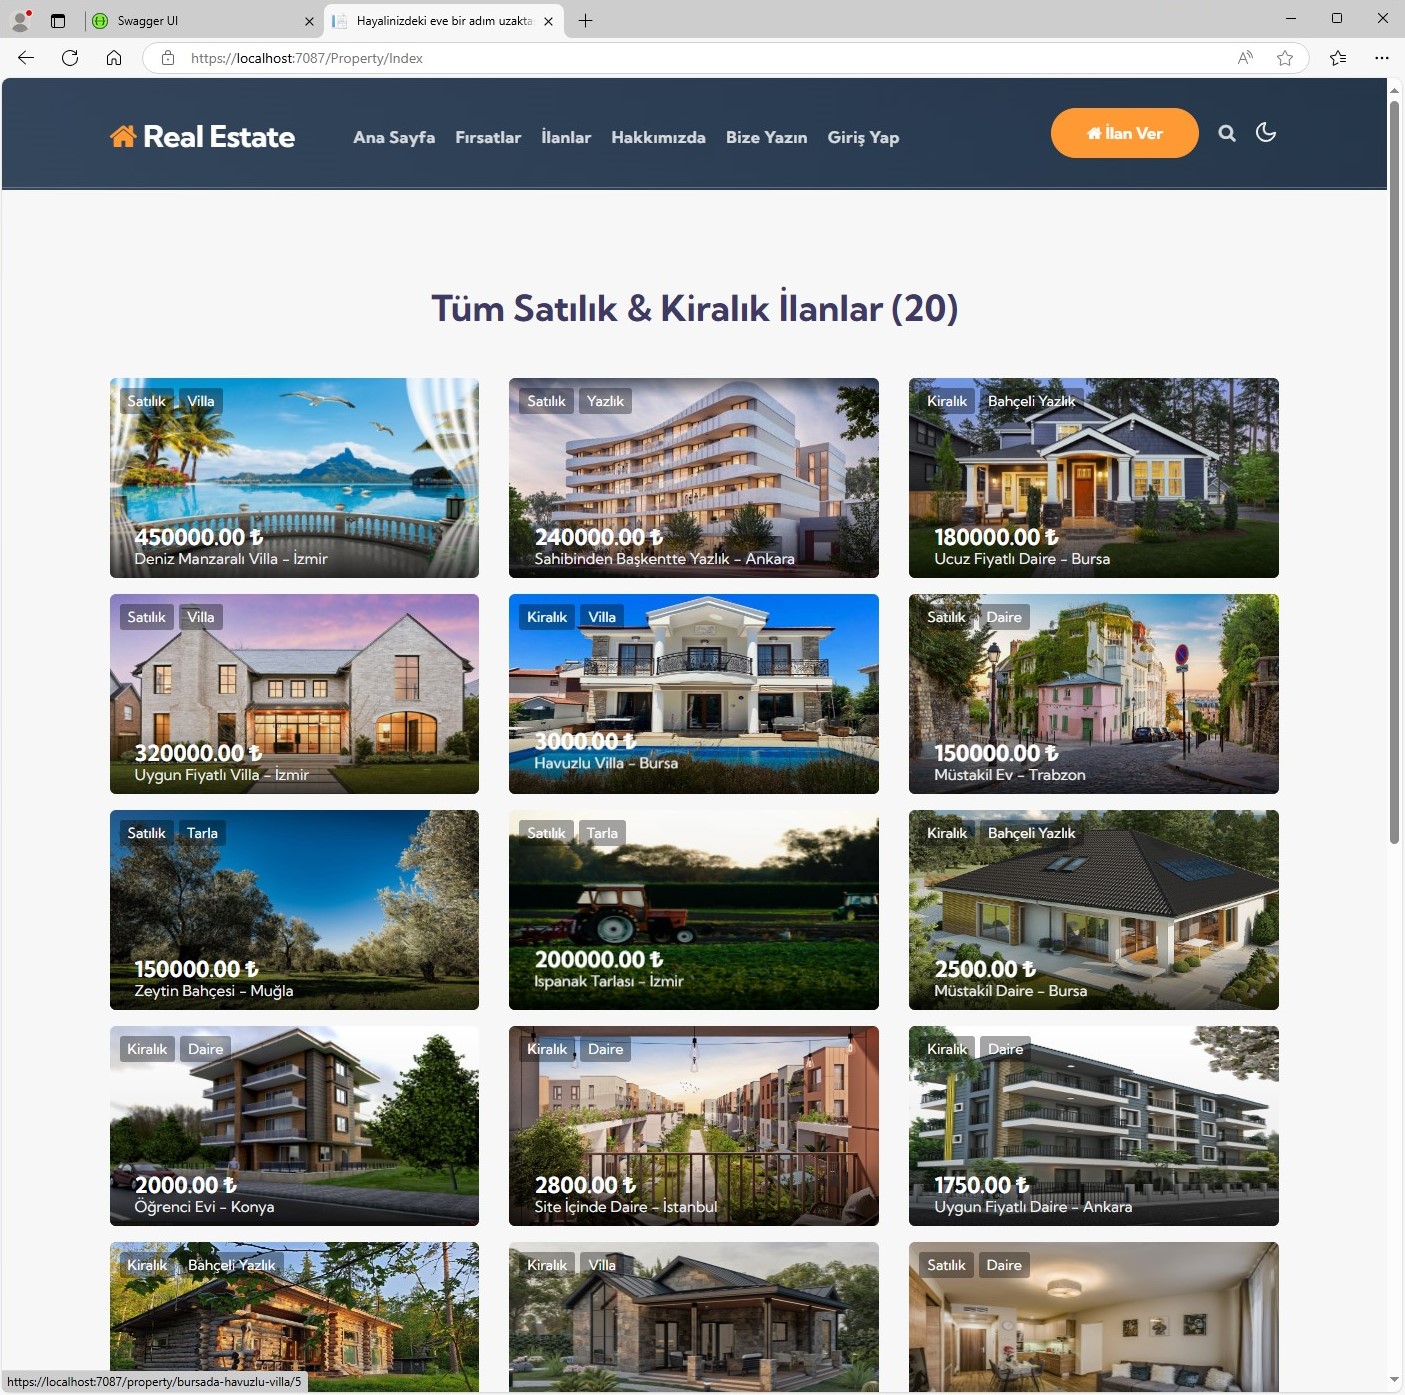 Swagger UI
Hayalinizdeki eve bir adım uzakta
https://localhost:7087/Property/Index
Real Estate
Ana Sayfa
Fırsatlar
İlanlar
Hakkımızda
Bize Yazın
Giriş Yap
İlan Ver
Tüm Satılık & Kiralık İlanlar (20)
Satılık Villa
450000.00 ₺
Deniz Manzaralı Villa - İzmir
Satılık Yazlık
240000.00 ₺
Sahibinden Başkentte Yazlık - Ankara
Kiralık Bahçeli Yazlık
180000.00 ₺
Ucuz Fiyatlı Daire - Bursa
Satılık Villa
320000.00 ₺
Uygun Fiyatlı Villa - İzmir
Kiralık Villa
3000.00 ₺
Havuzlu Villa - Bursa
Satılık Daire
150000.00 ₺
Müstakil Ev - Trabzon
Satılık Tarla
150000.00 ₺
Zeytin Bahçesi - Muğla
Satılık Tarla
200000.00 ₺
Ispanak Tarlası - İzmir
Kiralık Bahçeli Yazlık
2500.00 ₺
Müstakil Daire - Bursa
Kiralık Daire
2000.00 ₺
Öğrenci Evi - Konya
Kiralık Daire
2800.00 ₺
Site İçinde Daire - İstanbul
Kiralık Daire
1750.00 ₺
Uygun Fiyatlı Daire - Ankara
Kiralık Bahçeli Yazlık
Kiralık Villa
Satılık Daire
https://localhost:7087/property/bursada-havuzlu-villa/5